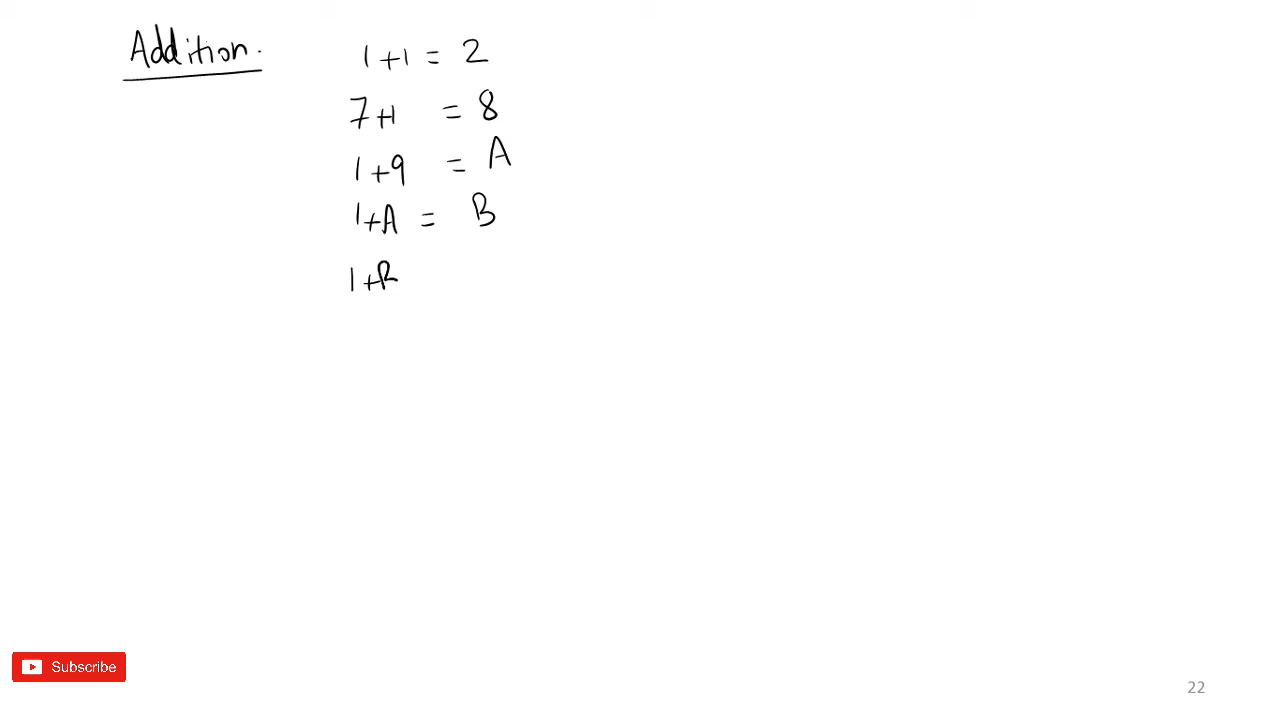 Addition.
1+1 = 2
7+1 = 8
1+9 = A
1+A = B
1+
Subscribe
22